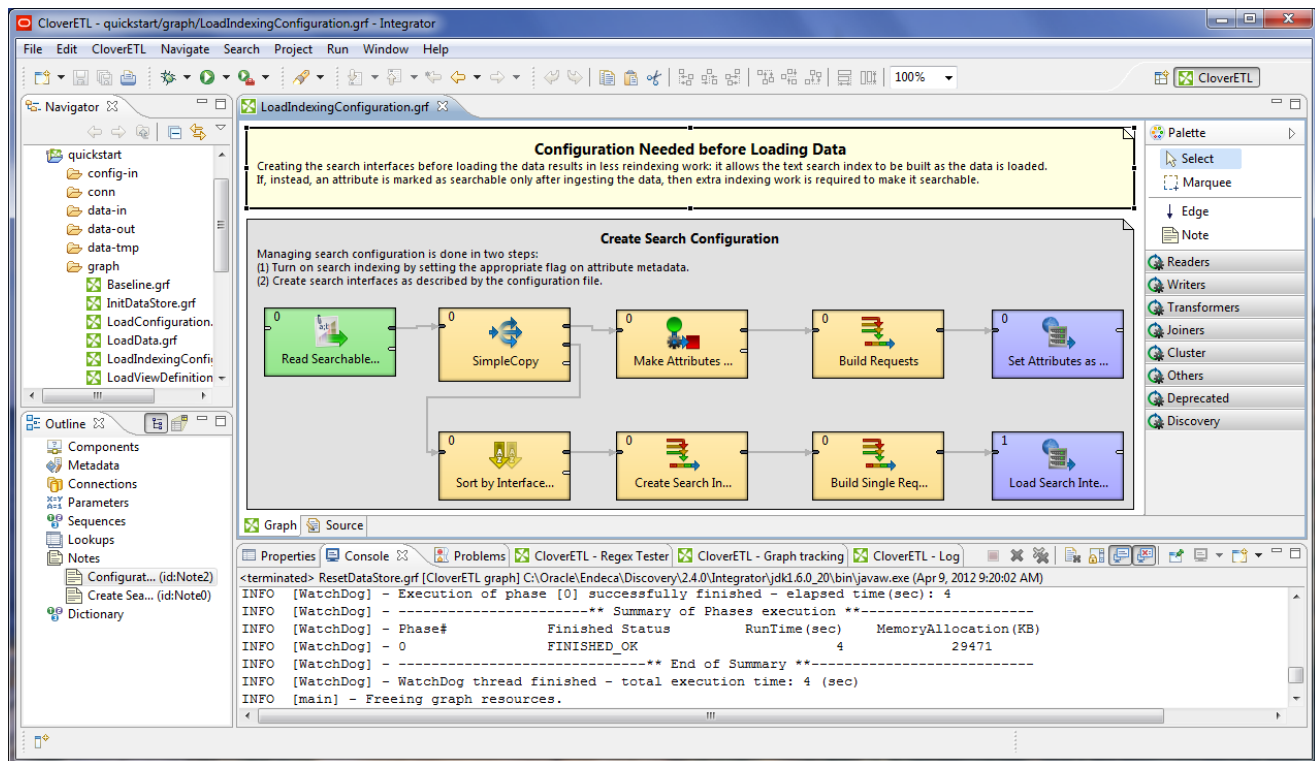 CloverETL - quickstart/graph/LoadIndexingConfiguration.grf - Integrator
File Edit CloverETL Navigate Search Project Run Window Help
100%
CloverETL
Navigator
quickstart
config-in
conn
data-in
data-out
data-tmp
graph
Baseline.grf
InitDataStore.grf
LoadConfiguration.
LoadData.grf
LoadIndexingConfi
LoadViewDefinition
Outline
Components
Metadata
Connections
Parameters
Sequences
Lookups
Notes
Configurat... (id:Note2)
Create Sea... (id:Note0)
Dictionary
LoadIndexingConfiguration.grf
Configuration Needed before Loading Data
Creating the search interfaces before loading the data results in less reindexing work: it allows the text search index to be built as the data is loaded.
If, instead, an attribute is marked as searchable only after ingesting the data, then extra indexing work is required to make it searchable.
Create Search Configuration
Managing search configuration is done in two steps:
(1) Turn on search indexing by setting the appropriate flag on attribute metadata.
(2) Create search interfaces as described by the configuration file.
0 0 0 0 0
Read Searchable... SimpleCopy Make Attributes ... Build Requests Set Attributes as ...
0 0 0 1
Sort by Interface... Create Search In... Build Single Req... Load Search Inte...
Graph Source
Palette
Select
Marquee
Edge
Note
Readers
Writers
Transformers
Joiners
Cluster
Others
Deprecated
Discovery
Properties Console Problems CloverETL - Regex Tester CloverETL - Graph tracking CloverETL - Log
<terminated> ResetDataStore.grf [CloverETL graph] C:\Oracle\Endeca\Discovery\2.4.0\Integrator\jdk1.6.0_20\bin\javaw.exe (Apr 9, 2012 9:20:02 AM)
INFO [WatchDog] - Execution of phase [0] successfully finished - elapsed time(sec): 4
INFO [WatchDog] - -----------------------** Summary of Phases execution **---------------------
INFO [WatchDog] - Phase# Finished Status RunTime(sec) MemoryAllocation(KB)
INFO [WatchDog] - 0 FINISHED_OK 4 29471
INFO [WatchDog] - ------------------------------** End of Summary **---------------------------
INFO [WatchDog] - WatchDog thread finished - total execution time: 4 (sec)
INFO [main] - Freeing graph resources.